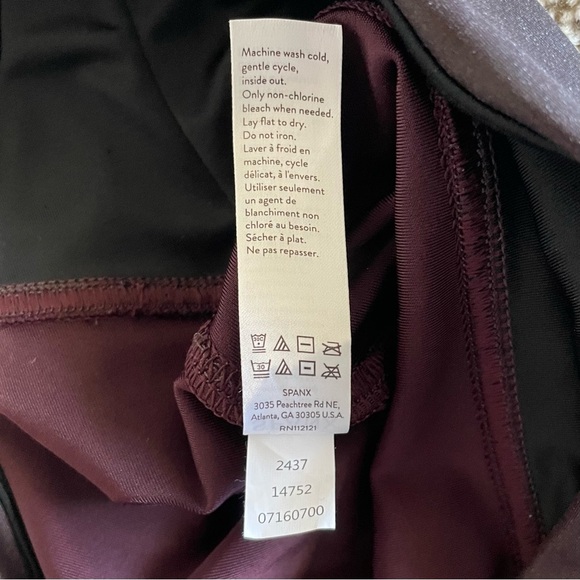 Machine wash cold,
gentle cycle,
inside out.
Only non-chlorine
bleach when needed.
Lay flat to dry.
Do not iron.
Laver à froid en
machine, cycle
délicat, à l'envers.
Utiliser seulement
un agent de
blanchiment non
chloré au besoin.
Sécher à plat.
Ne pas repasser.
30
SPANX
3035 Peachtree Rd NE,
Atlanta, GA 30305 U.S.A.
RN112121
2437
14752
07160700